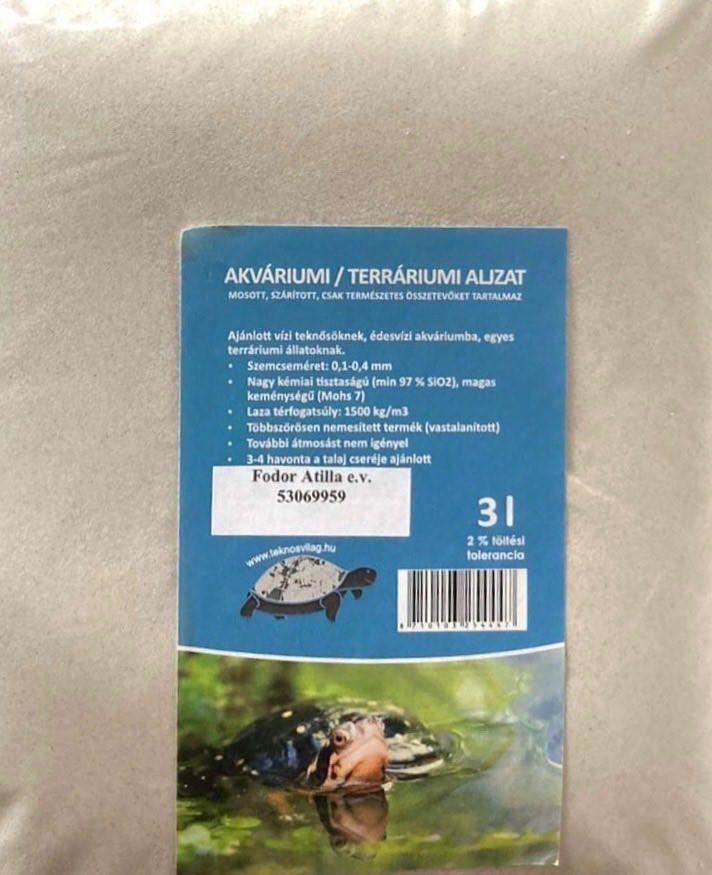 AKVÁRIUMI / TERRÁRIUMI ALJZAT
MOSOTT, SZÁRÍTOTT, CSAK TERMÉSZETES ÖSSZETEVŐKET TARTALMAZ
Ajánlott vízi teknősöknek, édesvízi akváriumba, egyes
terráriumi állatoknak.
• Szemcseméret: 0,1-0,4 mm
• Nagy kémiai tisztaságú (min 97 % SiO2), magas
keménységű (Mohs 7)
• Laza térfogatsúly: 1500 kg/m3
• Többszörösen nemesített termék (vastalanított)
• További átmosást nem igényel
• 3-4 havonta a talaj cseréje ajánlott
Fodor Atilla e.v.
53069959
3 l
2 % töltési
tolerancia
www.teknosvilag.hu